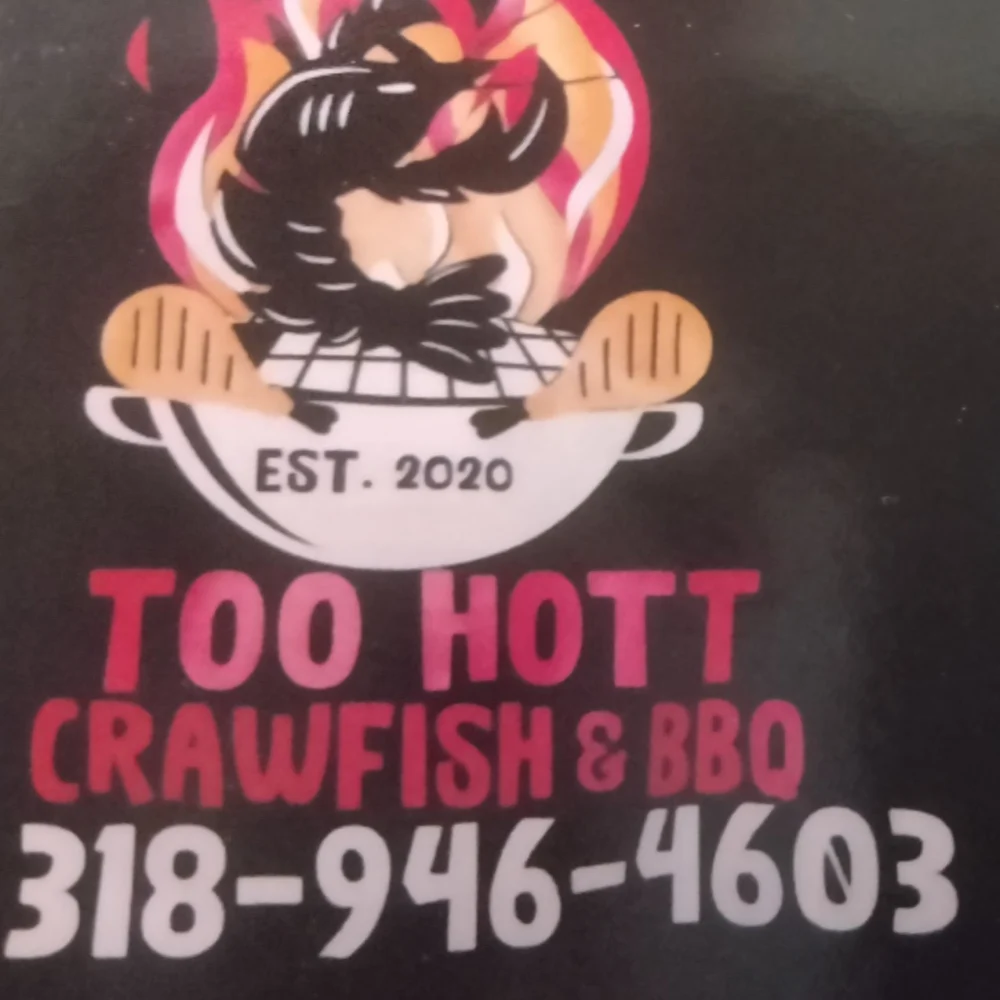 EST. 2020
TOO HOTT
CRAWFISH & BBQ
318-946-4603